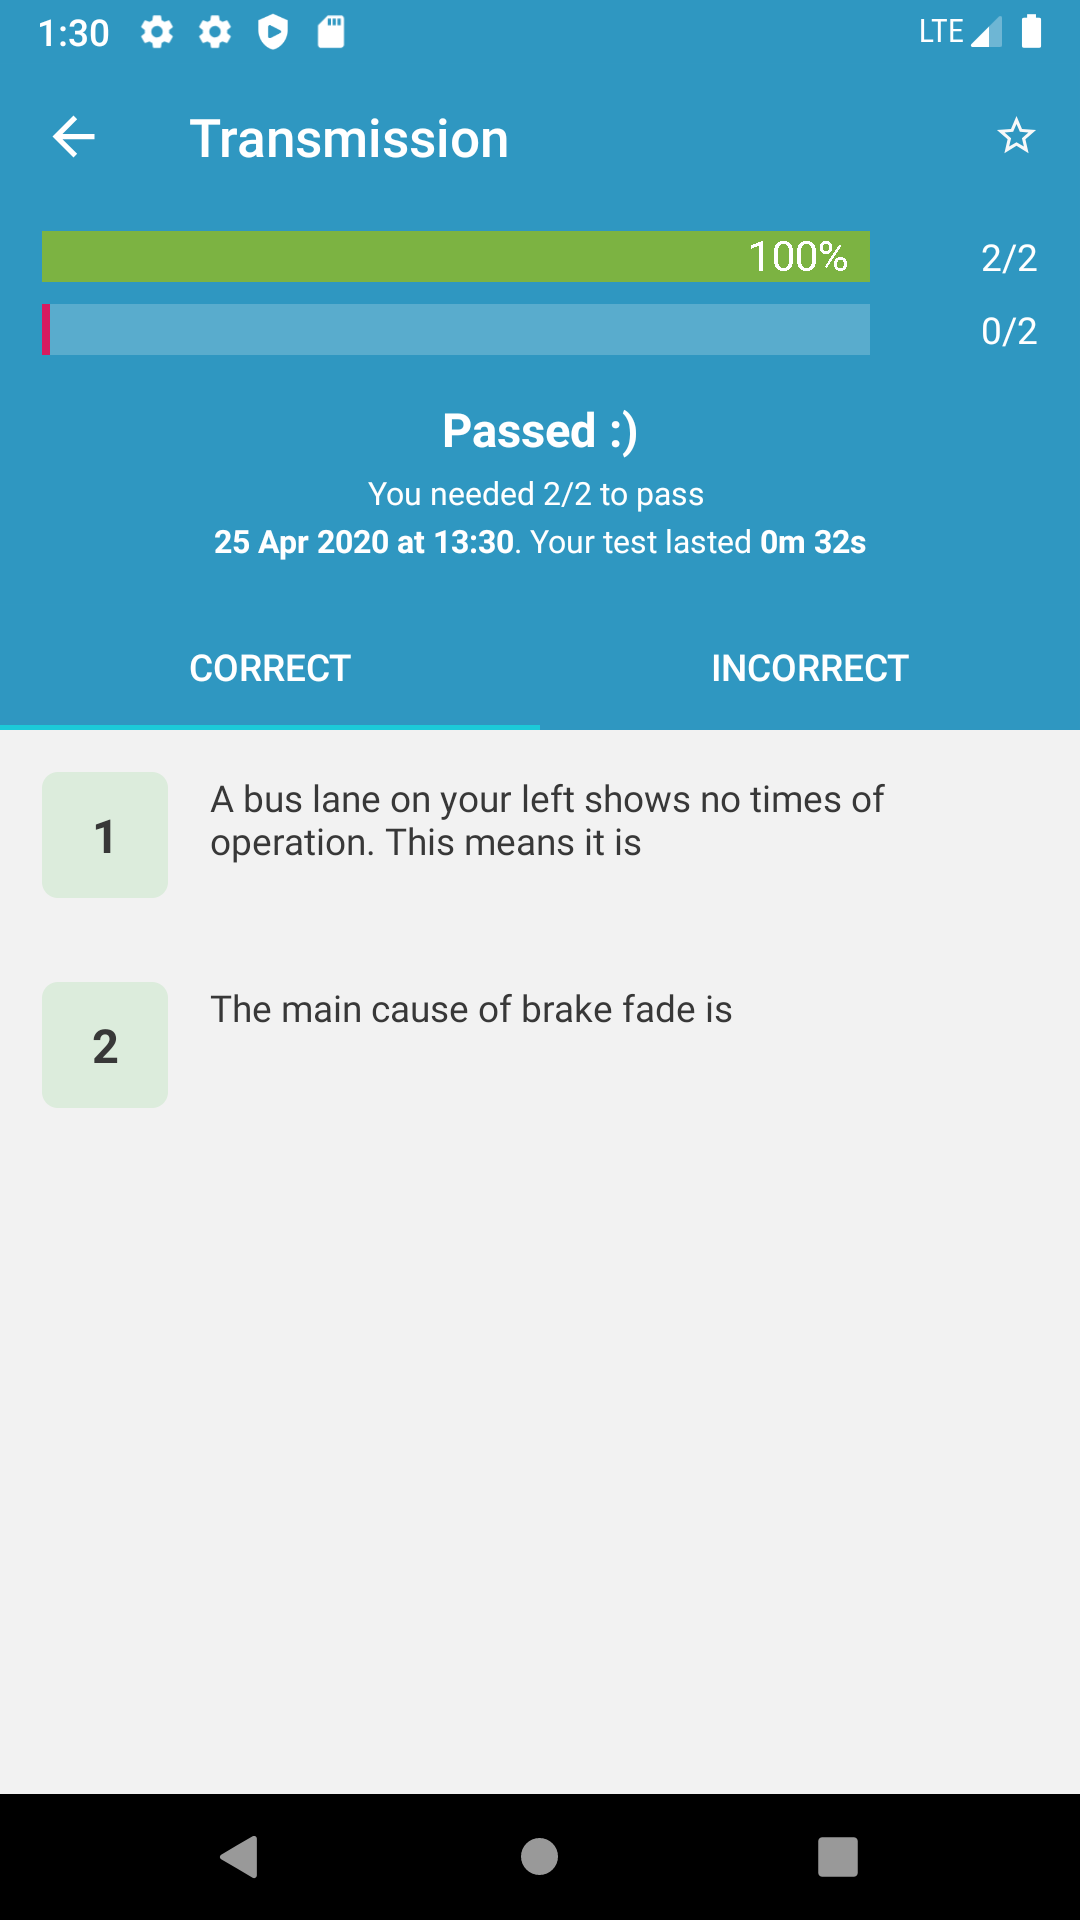 1:30
LTE
Transmission
100%
2/2
0/2
Passed :)
You needed 2/2 to pass
25 Apr 2020 at 13:30. Your test lasted 0m 32s
CORRECT
INCORRECT
1
A bus lane on your left shows no times of
operation. This means it is
2
The main cause of brake fade is